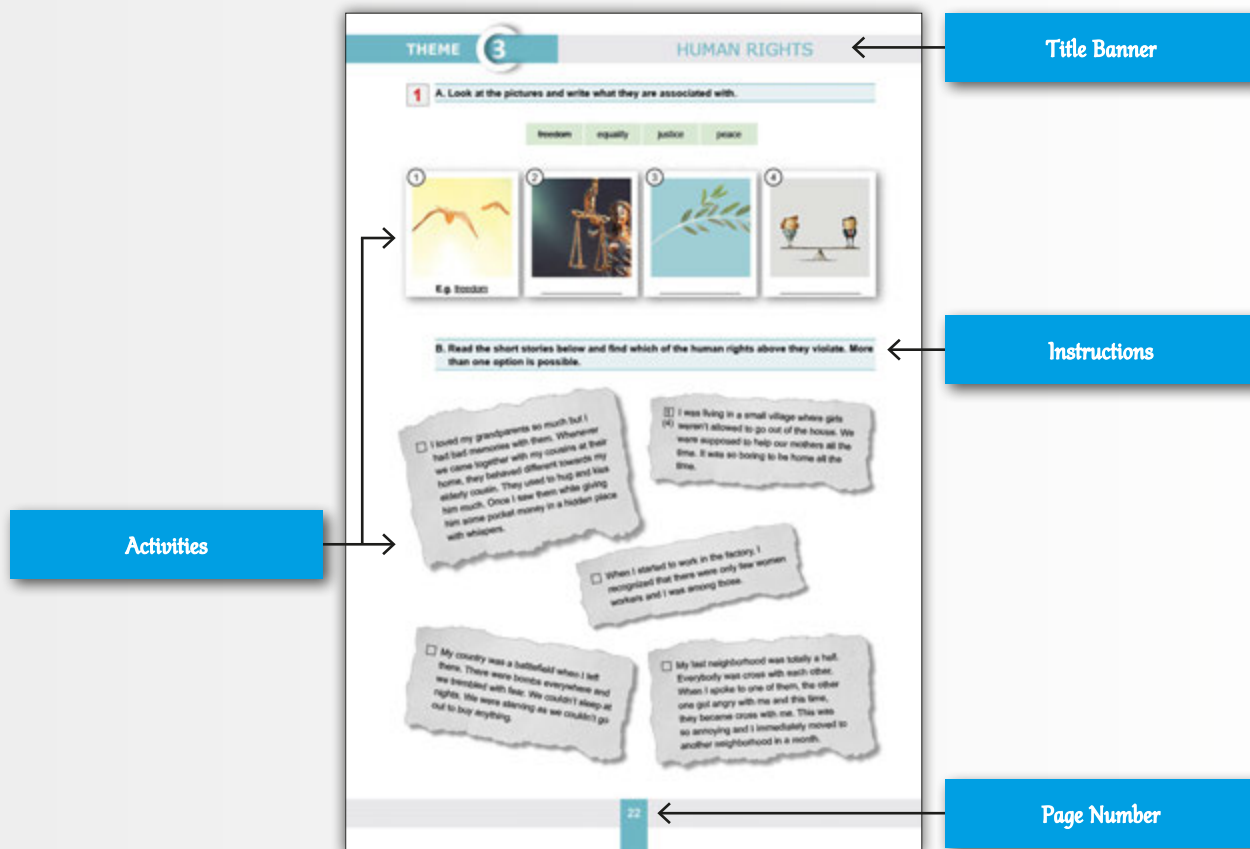 THEME 3 HUMAN RIGHTS
Title Banner
1 A. Look at the pictures and write what they are associated with.
freedom equality justice peace
1 2 3 4
E.g. freedom
Activities
B. Read the short stories below and find which of the human rights above they violate. More
than one option is possible.
Instructions
I loved my grandparents so much but I
had bad memories with them. Whenever
we came together with my cousins at their
home, they behaved different towards my
elderly cousin. They used to hug and kiss
him much. Once I saw them while giving
him some pocket money in a hidden place
with whispers.
1 I was living in a small village where girls
(4) weren't allowed to go out of the house. We
were supposed to help our mothers all the
time. It was so boring to be home all the
time.
When I started to work in the factory, I
recognized that there were only few women
workers and I was among those.
My country was a battlefield when I left
there. There were bombs everywhere and
we trembled with fear. We couldn't sleep at
nights. We were starving as we couldn't go
out to buy anything.
My last neighborhood was totally a hell.
Everybody was cross with each other.
When I spoke to one of them, the other
one got angry with me and this time,
they became cross with me. This was
so annoying and I immediately moved to
another neighborhood in a month.
22
Page Number